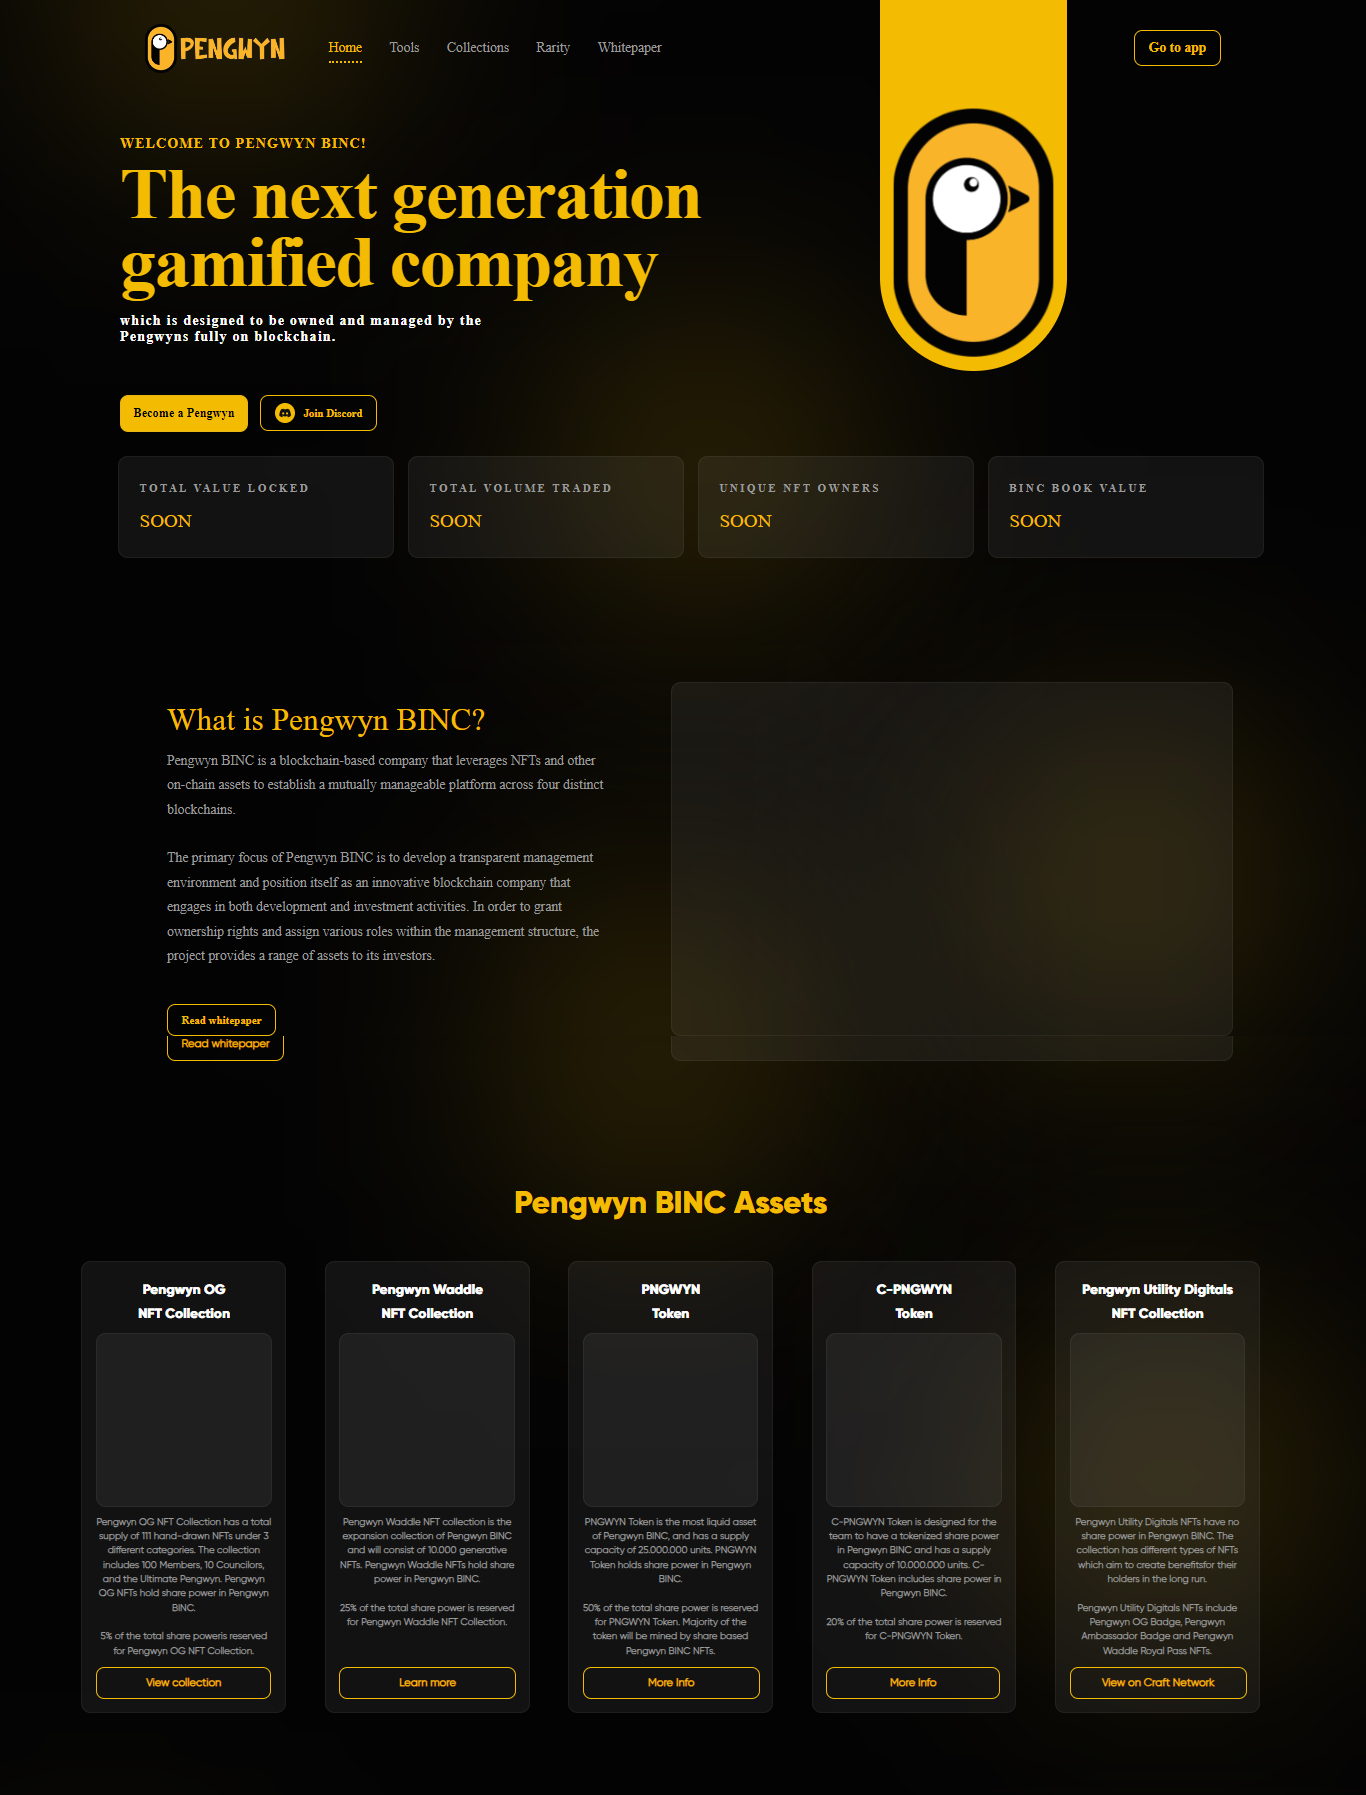 PENGWYN
Home
Tools
Collections
Rarity
Whitepaper
Go to app
WELCOME TO PENGWYN BINC!
The next generation
gamified company
which is designed to be owned and managed by the
Pengwyns fully on blockchain.
Become a Pengwyn
Join Discord
TOTAL VALUE LOCKED
SOON
TOTAL VOLUME TRADED
SOON
UNIQUE NFT OWNERS
SOON
BINC BOOK VALUE
SOON
What is Pengwyn BINC?
Pengwyn BINC is a blockchain-based company that leverages NFTs and other
on-chain assets to establish a mutually manageable platform across four distinct
blockchains.
The primary focus of Pengwyn BINC is to develop a transparent management
environment and position itself as an innovative blockchain company that
engages in both development and investment activities. In order to grant
ownership rights and assign various roles within the management structure, the
project provides a range of assets to its investors.
Read whitepaper
Read whitepaper
Pengwyn BINC Assets
Pengwyn OG
NFT Collection
Pengwyn OG NFT Collection has a total
supply of 111 hand-drawn NFTs under 3
different categories. The collection
includes 100 Members, 10 Councilors,
and the Ultimate Pengwyn. Pengwyn
OG NFTs hold share power in Pengwyn
BINC.
5% of the total share poweris reserved
for Pengwyn OG NFT Collection.
View collection
Pengwyn Waddle
NFT Collection
Pengwyn Waddle NFT collection is the
expansion collection of Pengwyn BINC
and will consist of 10.000 generative
NFTs. Pengwyn Waddle NFTs hold share
power in Pengwyn BINC.
25% of the total share power is reserved
for Pengwyn Waddle NFT Collection.
Learn more
PNGWYN
Token
PNGWYN Token is the most liquid asset
of Pengwyn BINC, and has a supply
capacity of 25.000.000 units. PNGWYN
Token holds share power in Pengwyn
BINC.
50% of the total share power is reserved
for PNGWYN Token. Majority of the
token will be mined by share based
Pengwyn BINC NFTs.
More Info
C-PNGWYN
Token
C-PNGWYN Token is designed for the
team to have a tokenized share power
in Pengwyn BINC and has a supply
capacity of 10.000.000 units. C-
PNGWYN Token includes share power in
Pengwyn BINC.
20% of the total share power is reserved
for C-PNGWYN Token.
More Info
Pengwyn Utility Digitals
NFT Collection
Pengwyn Utility Digitals NFTs have no
share power in Pengwyn BINC. The
collection has different types of NFTs
which aim to create benefitsfor their
holders in the long run.
Pengwyn Utility Digitals NFTs include
Pengwyn OG Badge, Pengwyn
Ambassador Badge and Pengwyn
Waddle Royal Pass NFTs.
View on Craft Network